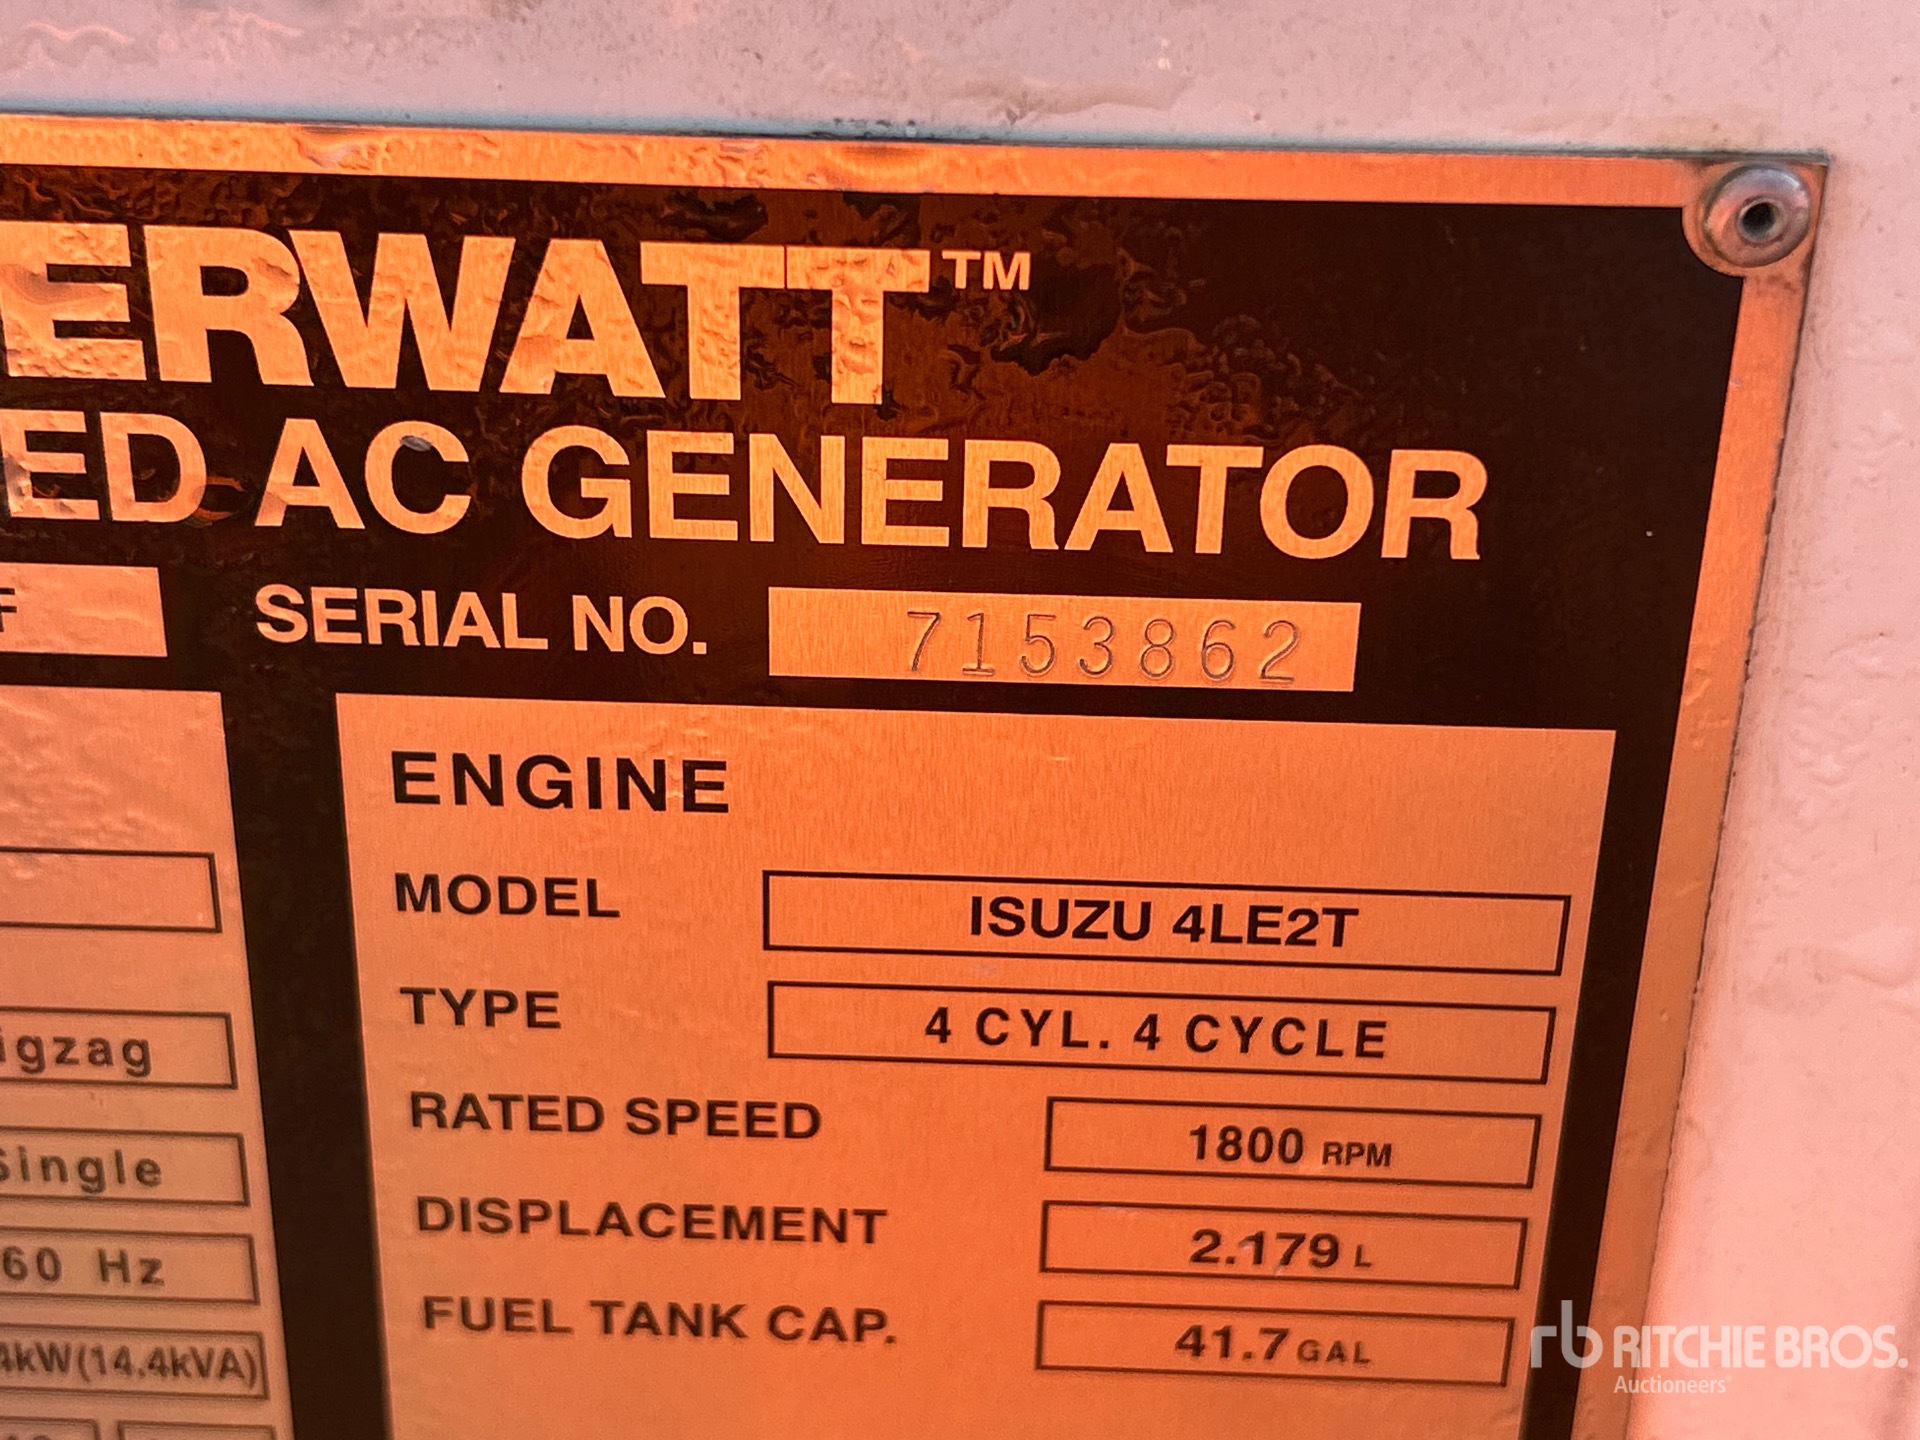 ERWATT™
ED AC GENERATOR
F SERIAL NO. 7153862
ENGINE
MODEL ISUZU 4LE2T
TYPE 4 CYL. 4 CYCLE
igzag
RATED SPEED 1800 RPM
Single
DISPLACEMENT 2.179 L
60 Hz
FUEL TANK CAP. 41.7 GAL
4kW(14.4kVA)
rb RITCHIE BROS.
Auctioneers